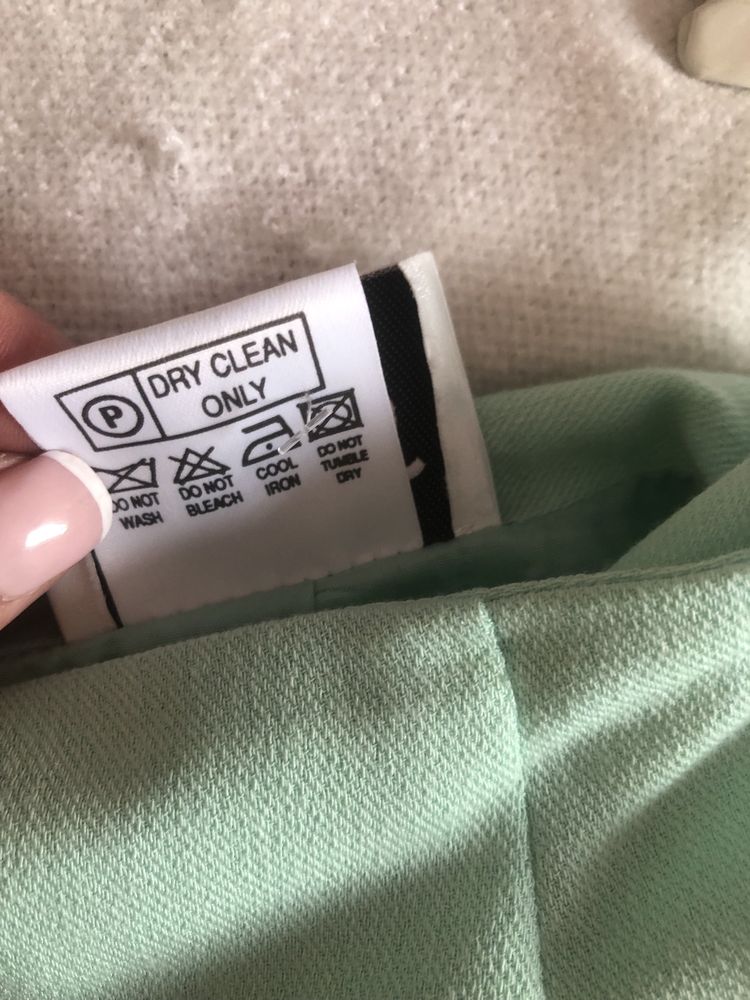 P
DRY CLEAN
ONLY
DO NOT
WASH
DO NOT
BLEACH
COOL
IRON
DO NOT
TUMBLE
DRY